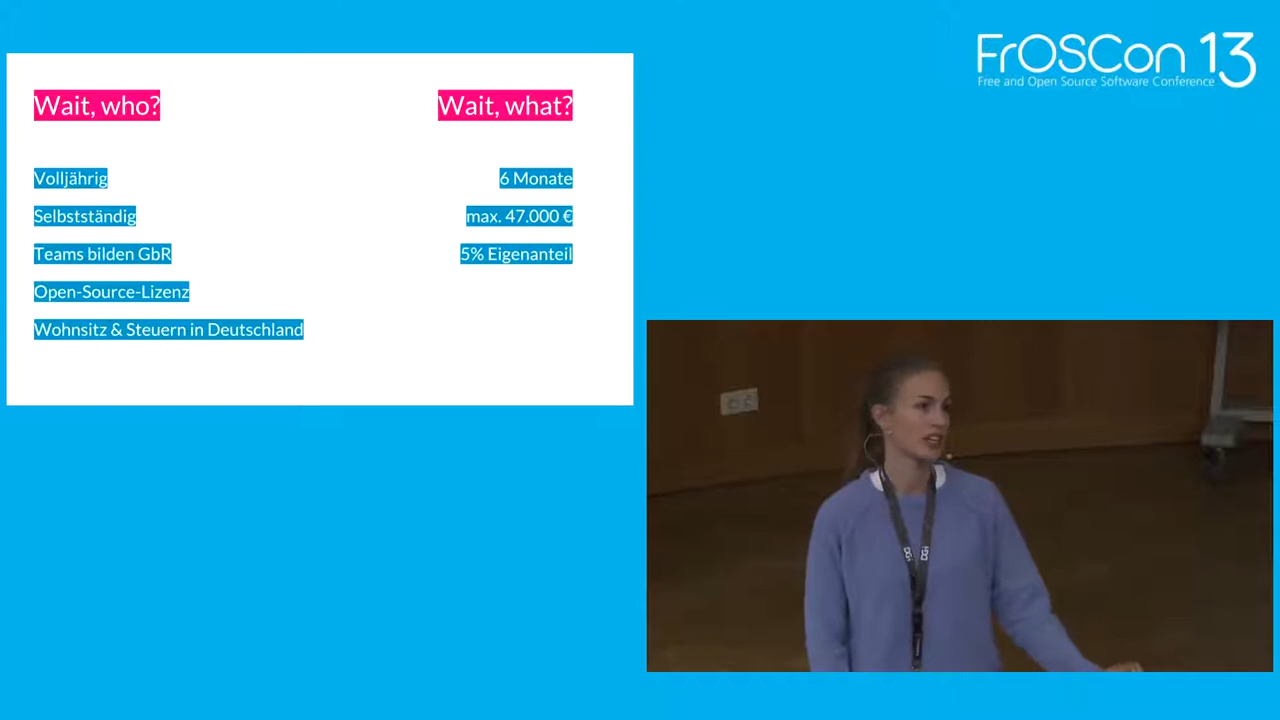 FrOSCon 13
Free and Open Source Software Conference
Wait, who?
Volljährig
Selbstständig
Teams bilden GbR
Open-Source-Lizenz
Wohnsitz & Steuern in Deutschland
Wait, what?
6 Monate
max. 47.000 €
5% Eigenanteil